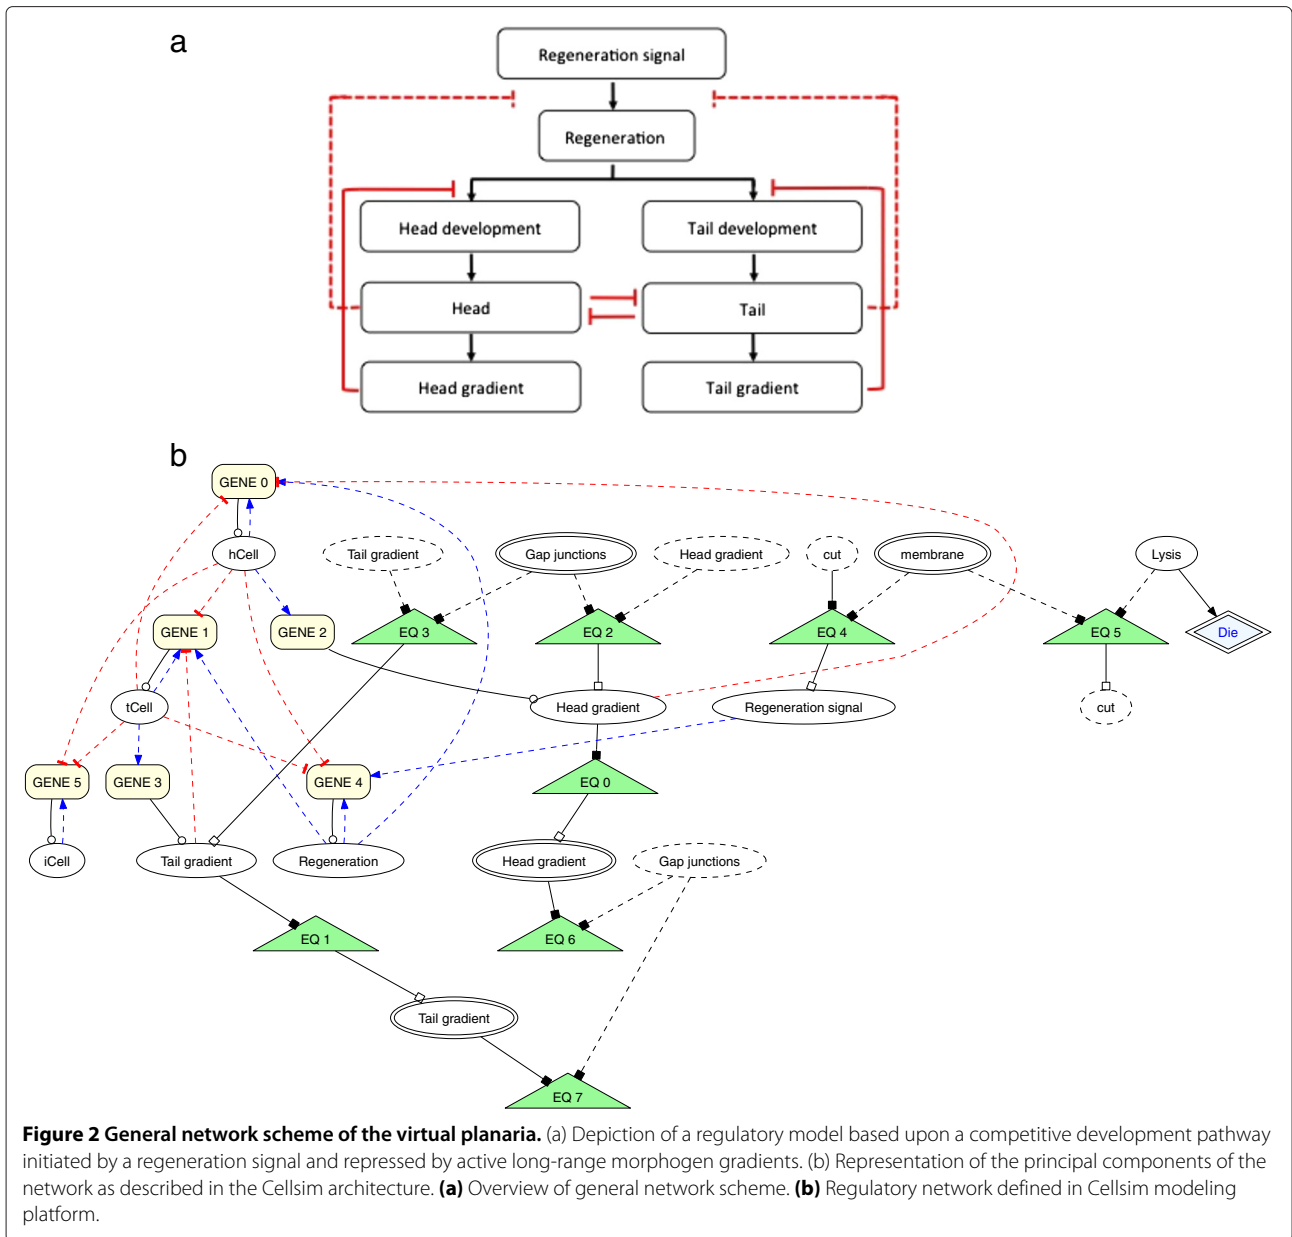 a
Regeneration signal
Regeneration
Head development
Tail development
Head
Tail
Head gradient
Tail gradient
b
GENE 0
hCell
Tail gradient
Gap junctions
Head gradient
cut
membrane
Lysis
GENE 1
GENE 2
EQ 3
EQ 2
EQ 4
EQ 5
Die
tCell
Head gradient
Regeneration signal
cut
GENE 5
GENE 3
GENE 4
EQ 0
iCell
Tail gradient
Regeneration
Head gradient
Gap junctions
EQ 1
EQ 6
Tail gradient
EQ 7
Figure 2 General network scheme of the virtual planaria. (a) Depiction of a regulatory model based upon a competitive development pathway
initiated by a regeneration signal and repressed by active long-range morphogen gradients. (b) Representation of the principal components of the
network as described in the Cellsim architecture. (a) Overview of general network scheme. (b) Regulatory network defined in Cellsim modeling
platform.